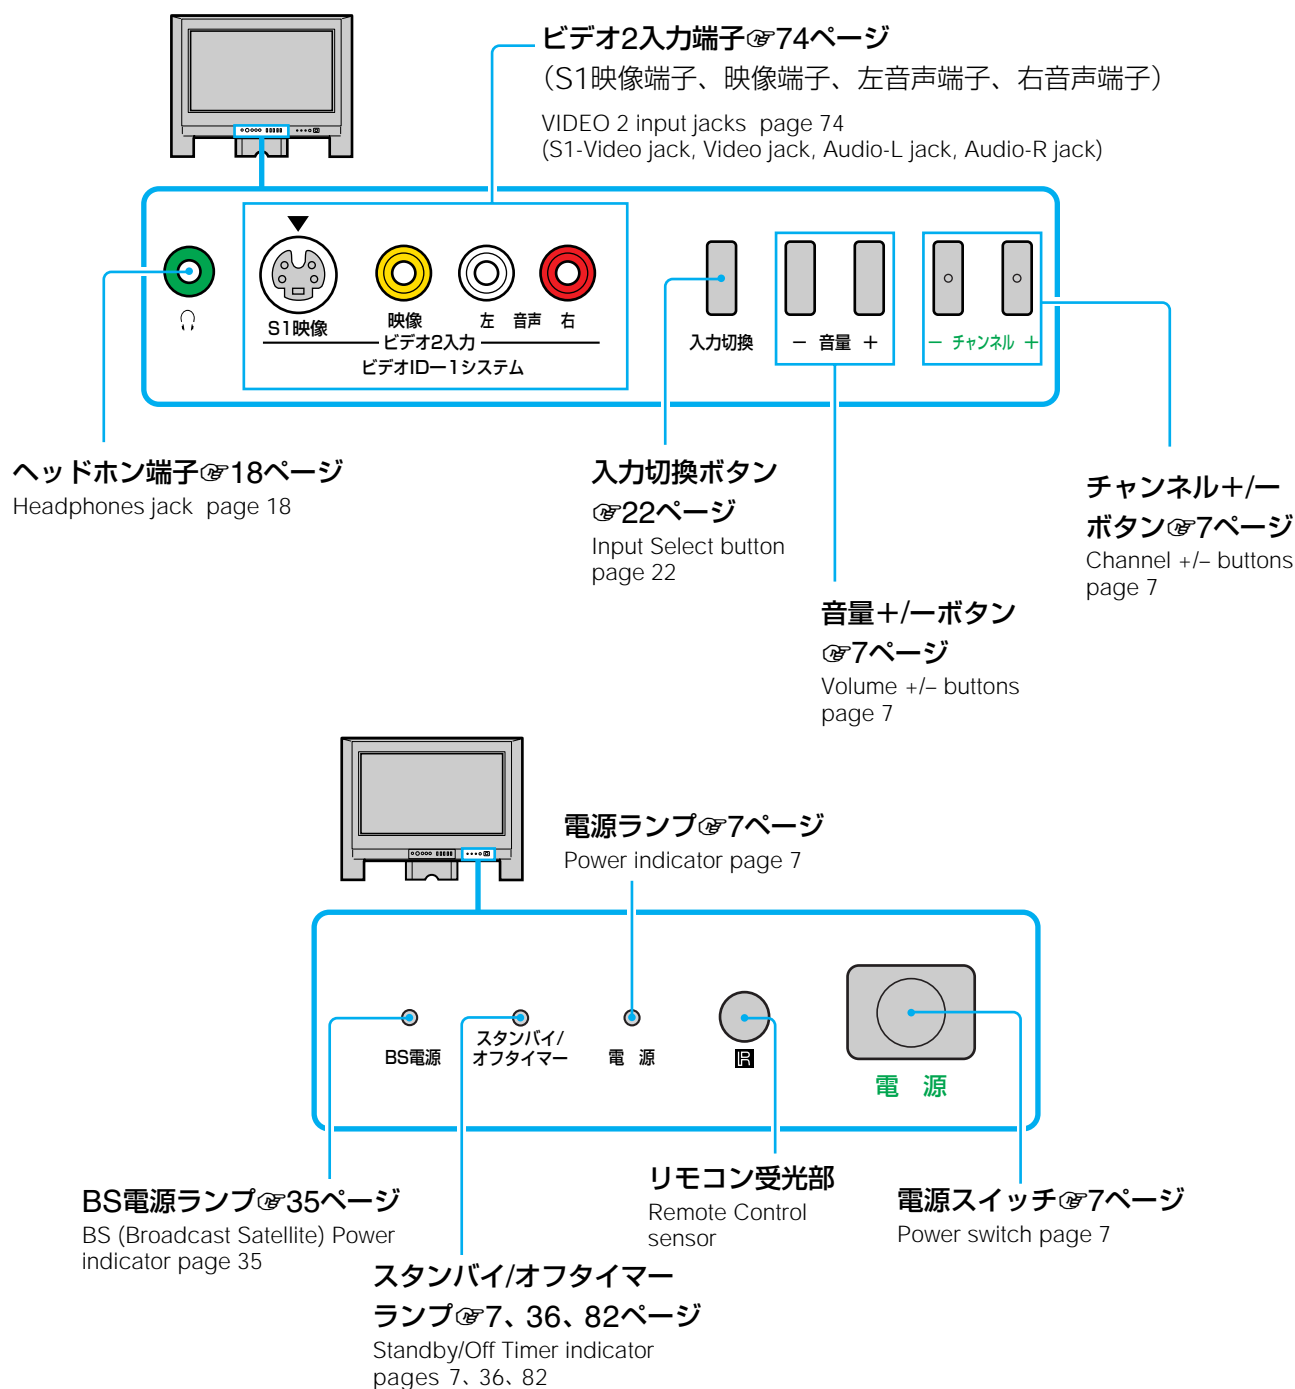 ビデオ2入力端子☞74ページ
（S1映像端子、映像端子、左音声端子、右音声端子）
VIDEO 2 input jacks page 74
(S1-Video jack, Video jack, Audio-L jack, Audio-R jack)
S1映像
映像
左 音声 右
ビデオ2入力
ビデオIDー1システム
入力切換
− 音量 ＋
− チャンネル ＋
ヘッドホン端子☞18ページ
Headphones jack page 18
入力切換ボタン
☞22ページ
Input Select button
page 22
チャンネル＋/ー
ボタン☞7ページ
Channel +/– buttons
page 7
音量＋/ーボタン
☞7ページ
Volume +/– buttons
page 7
電源ランプ☞7ページ
Power indicator page 7
BS電源
スタンバイ/
オフタイマー
電 源
R
電 源
BS電源ランプ☞35ページ
BS (Broadcast Satellite) Power
indicator page 35
スタンバイ/オフタイマー
ランプ☞7、36、82ページ
Standby/Off Timer indicator
pages 7、36、82
リモコン受光部
Remote Control
sensor
電源スイッチ☞7ページ
Power switch page 7